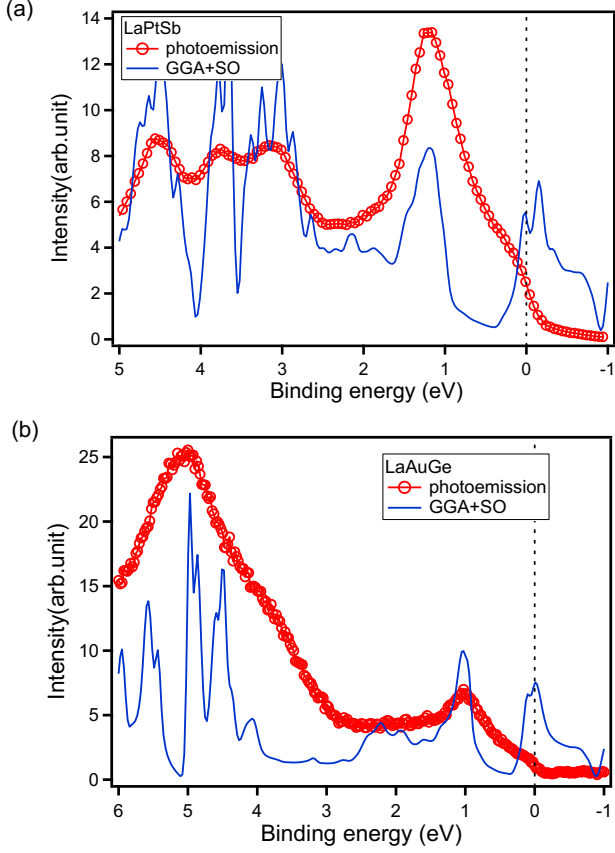 (a)
LaPtSb
photoemission
GGA+SO
Intensity(arb.unit)
14
12
10
8
6
4
2
0
5 4 3 2 1 0 -1
Binding energy (eV)
(b)
LaAuGe
photoemission
GGA+SO
Intensity(arb.unit)
25
20
15
10
5
0
6 5 4 3 2 1 0 -1
Binding energy (eV)